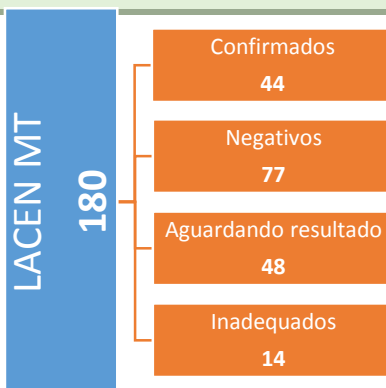 LACEN MT
180
Confirmados
44
Negativos
77
Aguardando resultado
48
Inadequados
14